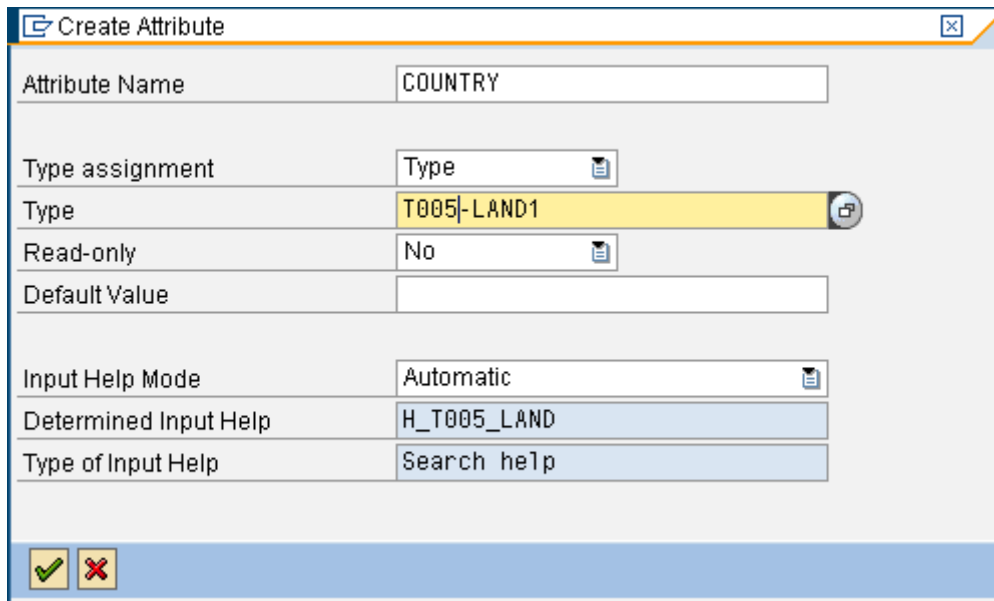 Create Attribute
Attribute Name COUNTRY
Type assignment Type
Type T005-LAND1
Read-only No
Default Value
Input Help Mode Automatic
Determined Input Help H_T005_LAND
Type of Input Help Search help